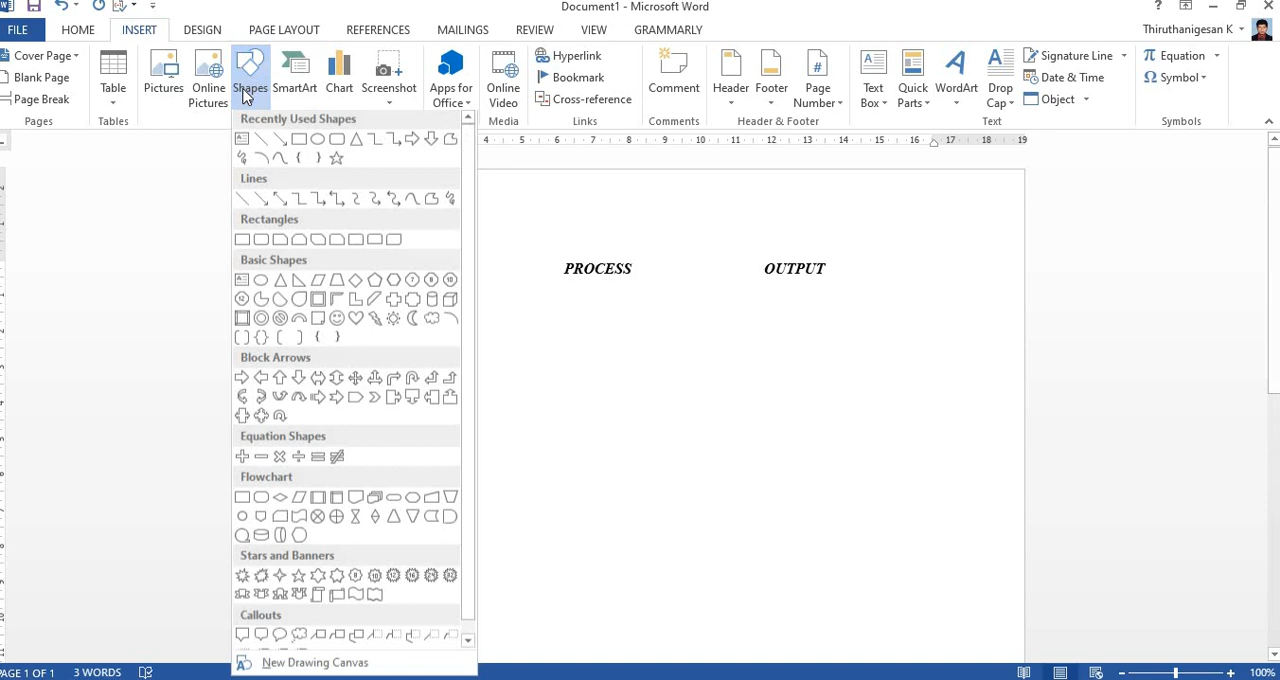 Document1 - Microsoft Word
?
FILE HOME INSERT DESIGN PAGE LAYOUT REFERENCES MAILINGS REVIEW VIEW GRAMMARLY
Thiruthanigesan K
Cover Page
Blank Page
Page Break
Pages
Table
Tables
Pictures
Online
Pictures
Shapes
SmartArt
Chart
Screenshot
Apps for
Office
Online
Video
Media
Hyperlink
Bookmark
Cross-reference
Links
Comment
Comments
Header
Footer
Page
Number
Header & Footer
Text
Box
Quick
Parts
WordArt
Drop
Cap
Signature Line
Date & Time
Object
Text
Equation
Symbol
Symbols
4 5 6 7 8 9 10 11 12 13 14 15 16 17 18 19
Recently Used Shapes
Lines
Rectangles
Basic Shapes
Block Arrows
Equation Shapes
Flowchart
Stars and Banners
Callouts
New Drawing Canvas
PROCESS OUTPUT
PAGE 1 OF 1 3 WORDS
100%